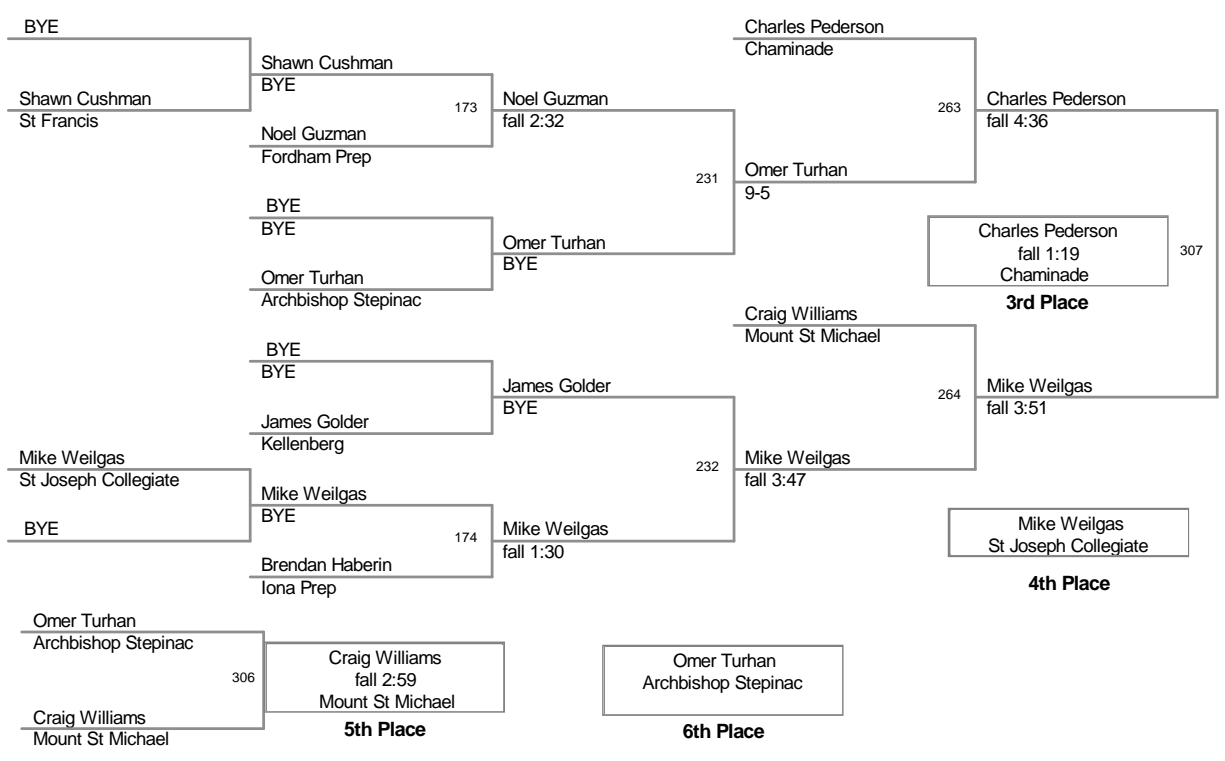 BYE
Shawn Cushman
St Francis
Shawn Cushman
BYE
173
Noel Guzman
Fordham Prep
Noel Guzman
fall 2:32
BYE
BYE
Omer Turhan
Archbishop Stepinac
Omer Turhan
BYE
231
Charles Pederson
Chaminade
Omer Turhan
9-5
263
Charles Pederson
fall 4:36
Charles Pederson
fall 1:19
Chaminade
3rd Place
307
BYE
BYE
James Golder
Kellenberg
James Golder
BYE
Mike Weilgas
St Joseph Collegiate
BYE
Mike Weilgas
BYE
174
Brendan Haberin
Iona Prep
Mike Weilgas
fall 1:30
232
Craig Williams
Mount St Michael
Mike Weilgas
fall 3:47
264
Mike Weilgas
fall 3:51
Mike Weilgas
St Joseph Collegiate
4th Place
Omer Turhan
Archbishop Stepinac
306
Craig Williams
Mount St Michael
Craig Williams
fall 2:59
Mount St Michael
5th Place
Omer Turhan
Archbishop Stepinac
6th Place